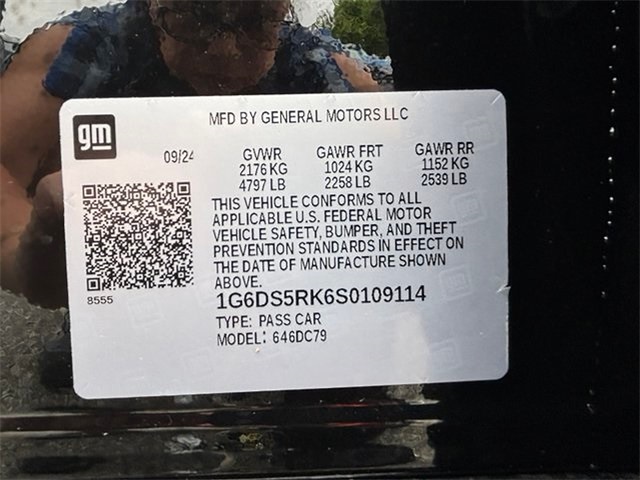 gm
MFD BY GENERAL MOTORS LLC
09/24
GVWR GAWR FRT GAWR RR
2176 KG 1024 KG 1152 KG
4797 LB 2258 LB 2539 LB
THIS VEHICLE CONFORMS TO ALL
APPLICABLE U.S. FEDERAL MOTOR
VEHICLE SAFETY, BUMPER, AND THEFT
PREVENTION STANDARDS IN EFFECT ON
THE DATE OF MANUFACTURE SHOWN
ABOVE.
8555
1G6DS5RK6S0109114
TYPE: PASS CAR
MODEL: 646DC79